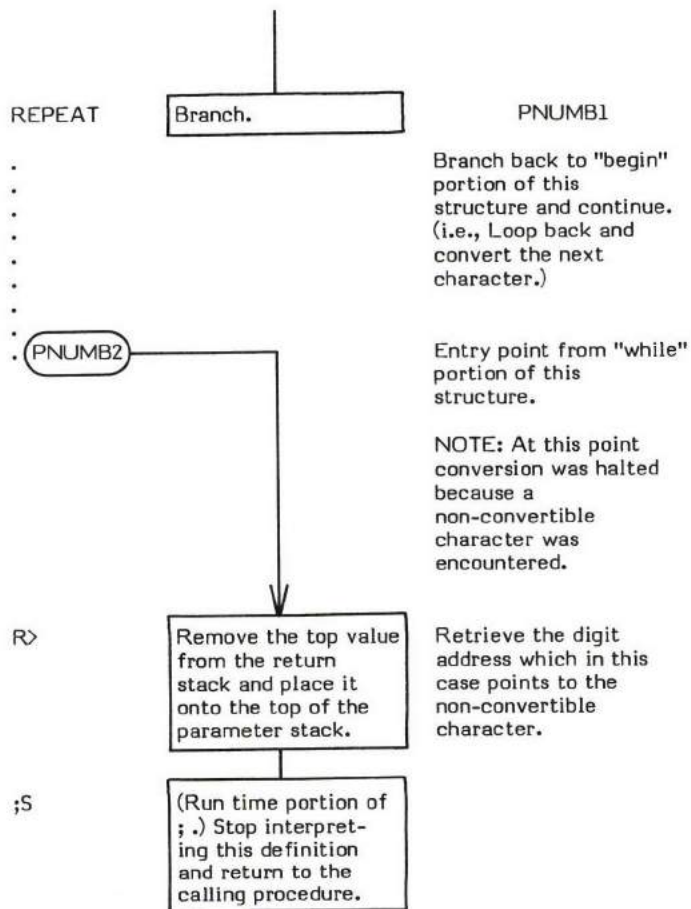 REPEAT
Branch.
PNUMB1
Branch back to "begin"
portion of this
structure and continue.
(i.e., Loop back and
convert the next
character.)
PNUMB2
Entry point from "while"
portion of this
structure.
NOTE: At this point
conversion was halted
because a
non-convertible
character was
encountered.
R>
Remove the top value
from the return
stack and place it
onto the top of the
parameter stack.
Retrieve the digit
address which in this
case points to the
non-convertible
character.
;S
(Run time portion of
; .) Stop interpret-
ing this definition
and return to the
calling procedure.